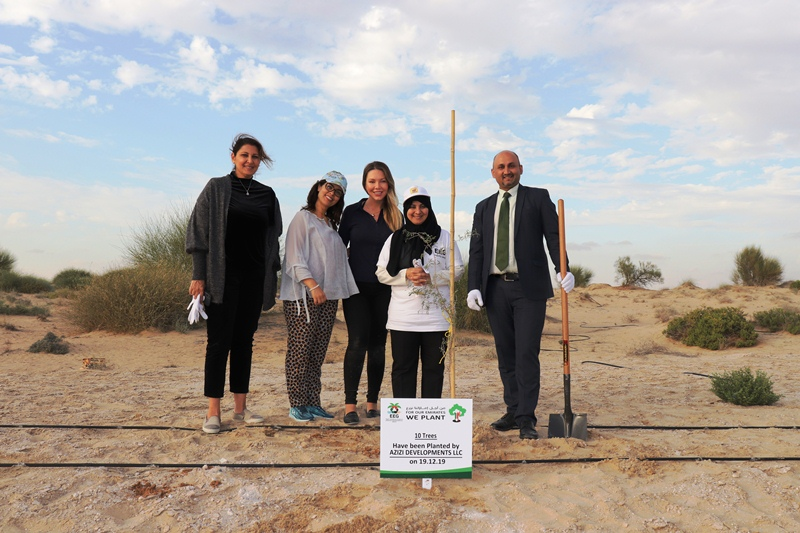 EEG
FOR OUR EMIRATES
WE PLANT
10 Trees
Have been Planted by
AZIZI DEVELOPMENTS LLC
on 19.12.19
EEG